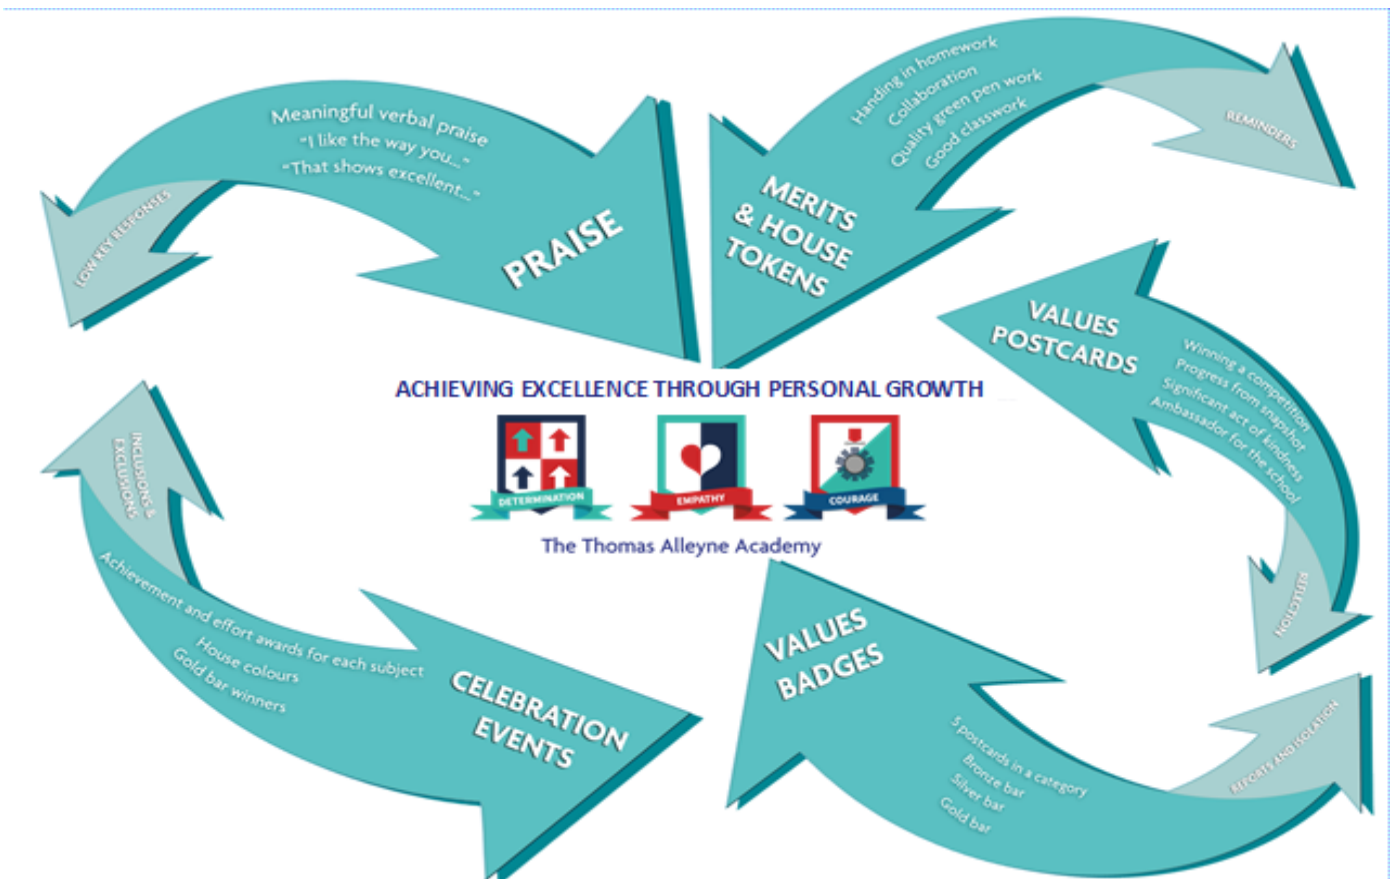 Meaningful verbal praise
"I like the way you..."
"That shows excellent..."
PRAISE
LOW KEY RESPONSES
Handing in homework
Collaboration
Quality green pen work
Good classwork
MERITS
& HOUSE
TOKENS
REMINDERS
VALUES
POSTCARDS
Winning a competition
Progress from snapshot
Significant act of kindness
Ambassador for the school
REFLECTION
ACHIEVING EXCELLENCE THROUGH PERSONAL GROWTH
DETERMINATION
EMPATHY
COURAGE
The Thomas Alleyne Academy
VALUES
BADGES
5 postcards in a category
Bronze bar
Silver bar
Gold bar
REPORTS AND ISOLATION
INCLUSIONS &
EXCLUSIONS
Achievement and effort awards for each subject
House colours
Gold bar winners
CELEBRATION
EVENTS